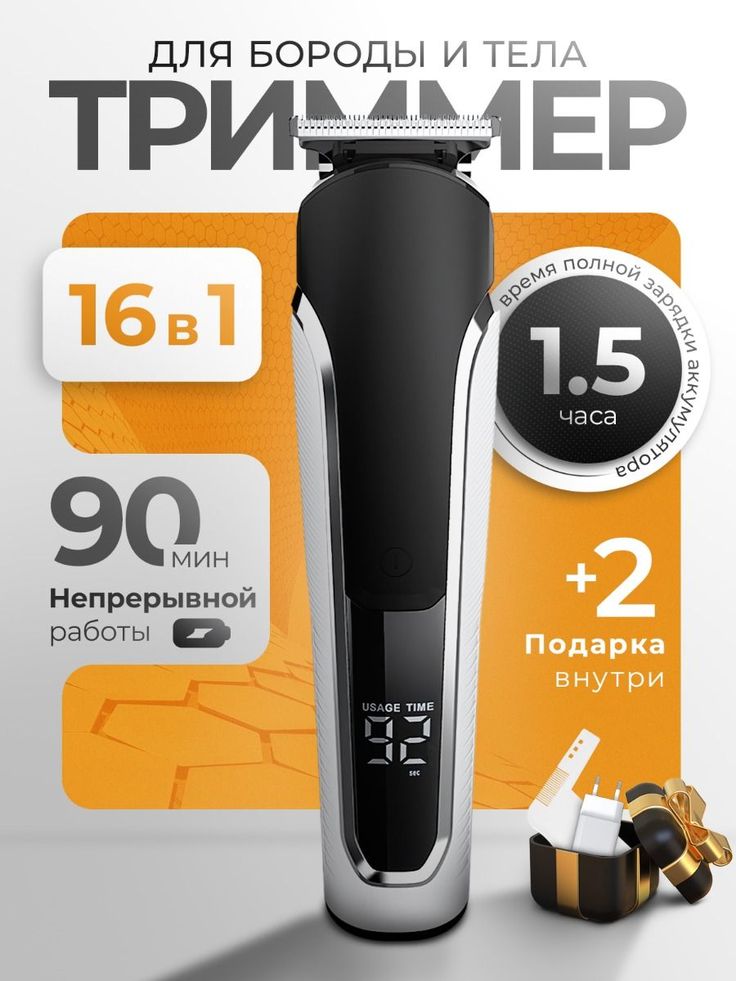 ДЛЯ БОРОДЫ И ТЕЛА
ТРИММЕР
16 в 1
время полной зарядки аккумулятора
1.5
часа
90 мин
Непрерывной
работы
+2
Подарка
внутри
USAGE TIME
92
sec